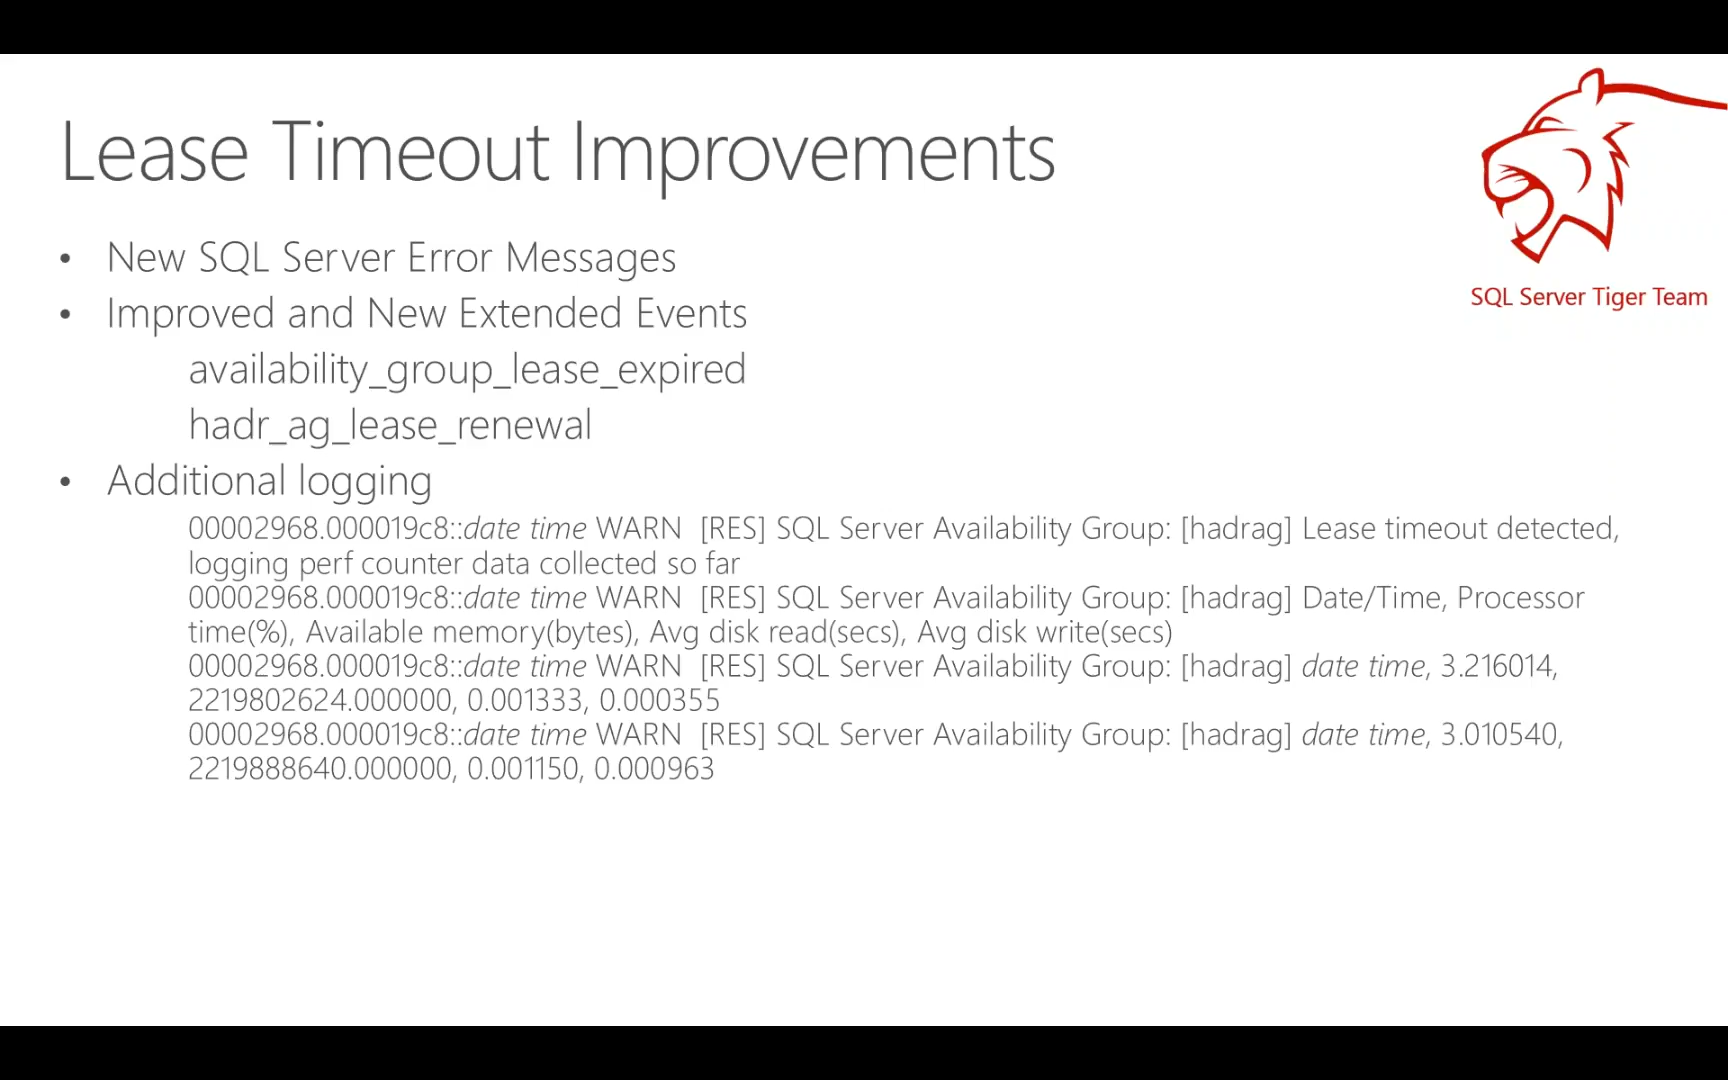 Lease Timeout Improvements
SQL Server Tiger Team
• New SQL Server Error Messages
• Improved and New Extended Events
availability_group_lease_expired
hadr_ag_lease_renewal
• Additional logging
00002968.000019c8::date time WARN  [RES] SQL Server Availability Group: [hadrag] Lease timeout detected,
logging perf counter data collected so far
00002968.000019c8::date time WARN  [RES] SQL Server Availability Group: [hadrag] Date/Time, Processor
time(%), Available memory(bytes), Avg disk read(secs), Avg disk write(secs)
00002968.000019c8::date time WARN  [RES] SQL Server Availability Group: [hadrag] date time, 3.216014,
2219802624.000000, 0.001333, 0.000355
00002968.000019c8::date time WARN  [RES] SQL Server Availability Group: [hadrag] date time, 3.010540,
2219888640.000000, 0.001150, 0.000963